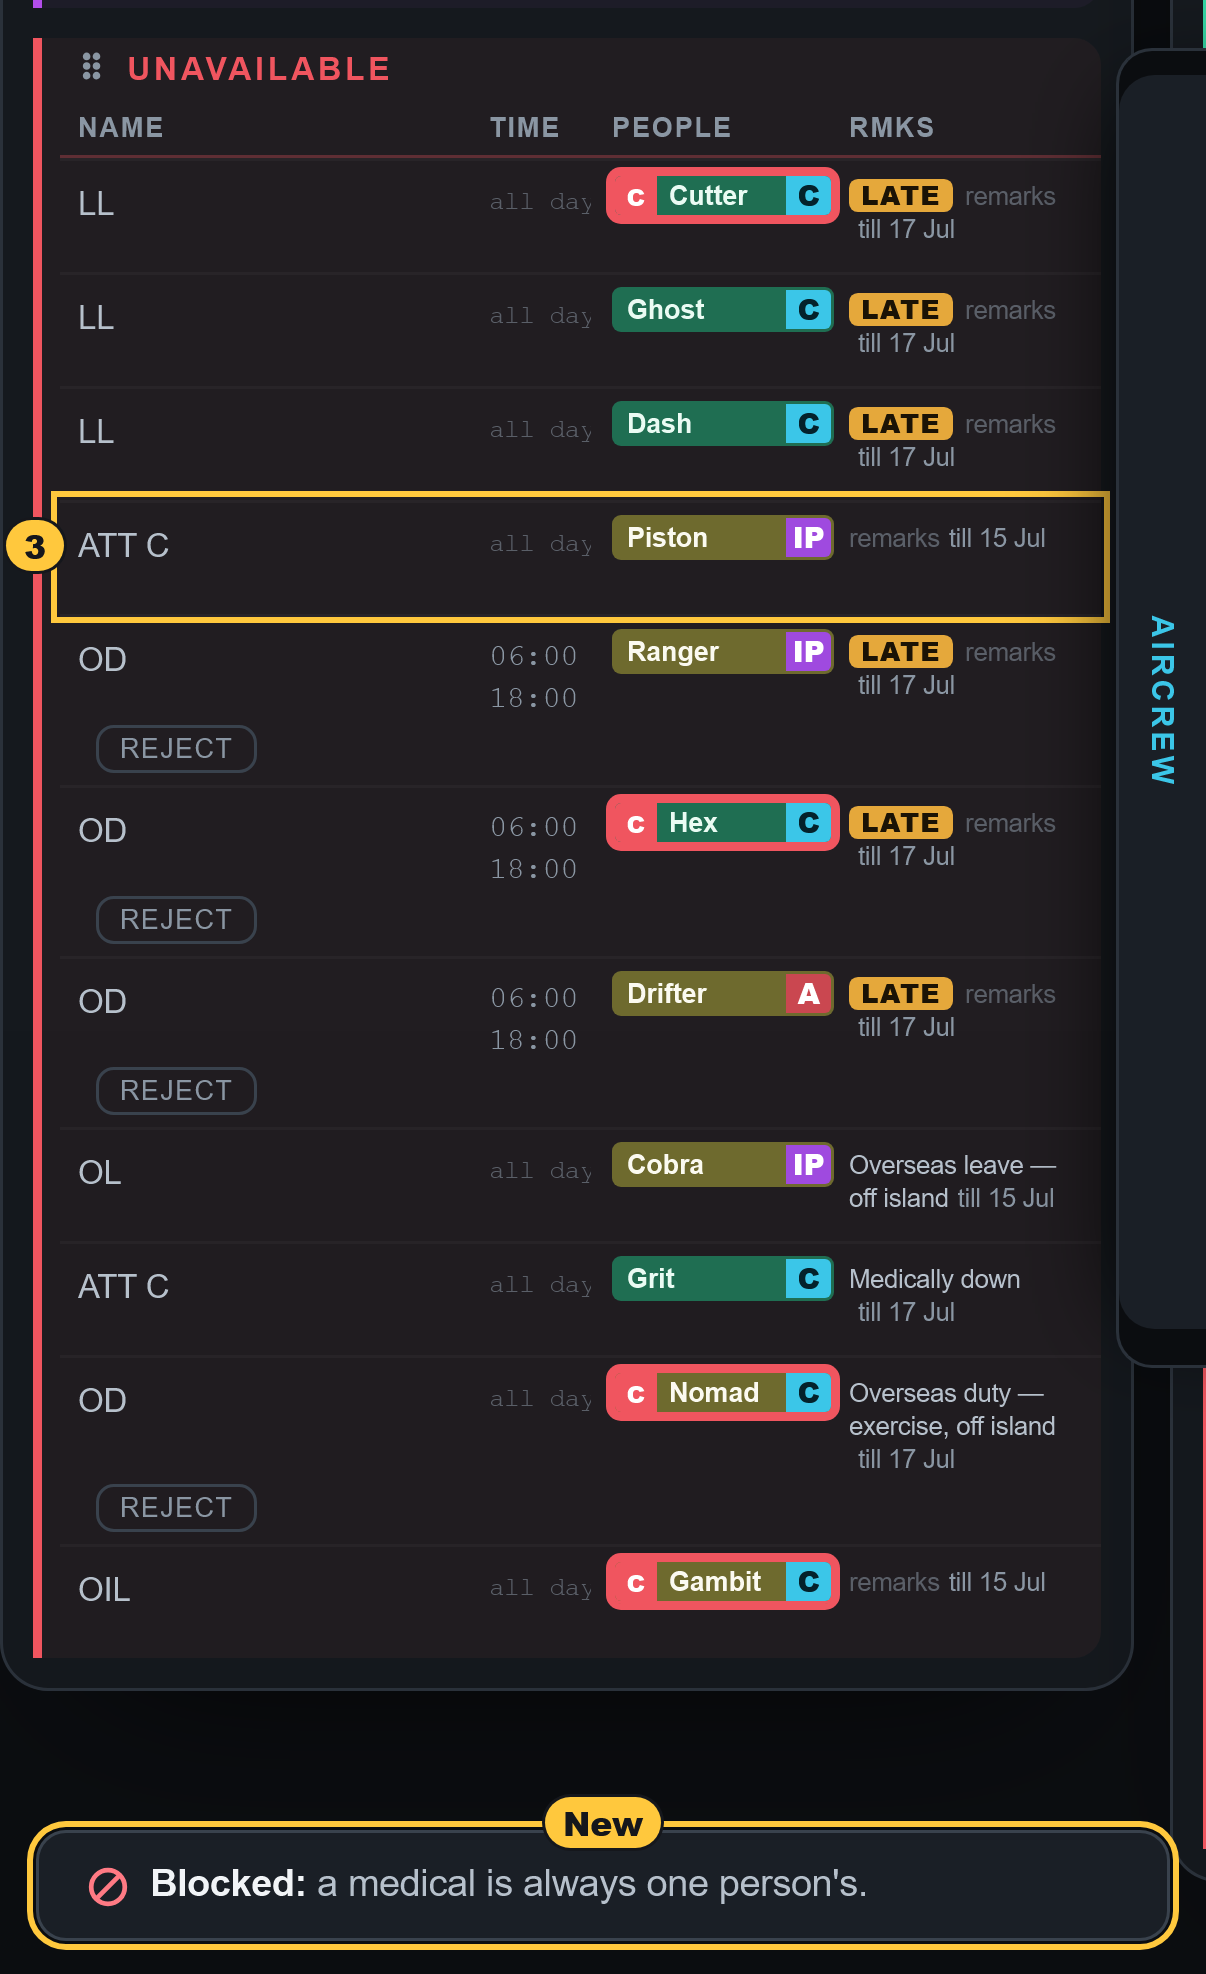 UNAVAILABLE
NAME TIME PEOPLE RMKS
LL all day c Cutter C LATE remarks
till 17 Jul
LL all day Ghost C LATE remarks
till 17 Jul
LL all day Dash C LATE remarks
till 17 Jul
3 ATT C all day Piston IP remarks till 15 Jul
OD 06:00 Ranger IP LATE remarks
18:00 till 17 Jul
REJECT
OD 06:00 c Hex C LATE remarks
18:00 till 17 Jul
REJECT
OD 06:00 Drifter A LATE remarks
18:00 till 17 Jul
REJECT
OL all day Cobra IP Overseas leave —
off island till 15 Jul
ATT C all day Grit C Medically down
till 17 Jul
OD all day c Nomad C Overseas duty —
exercise, off island
till 17 Jul
REJECT
OIL all day c Gambit C remarks till 15 Jul
AIRCREW
New
Blocked: a medical is always one person's.